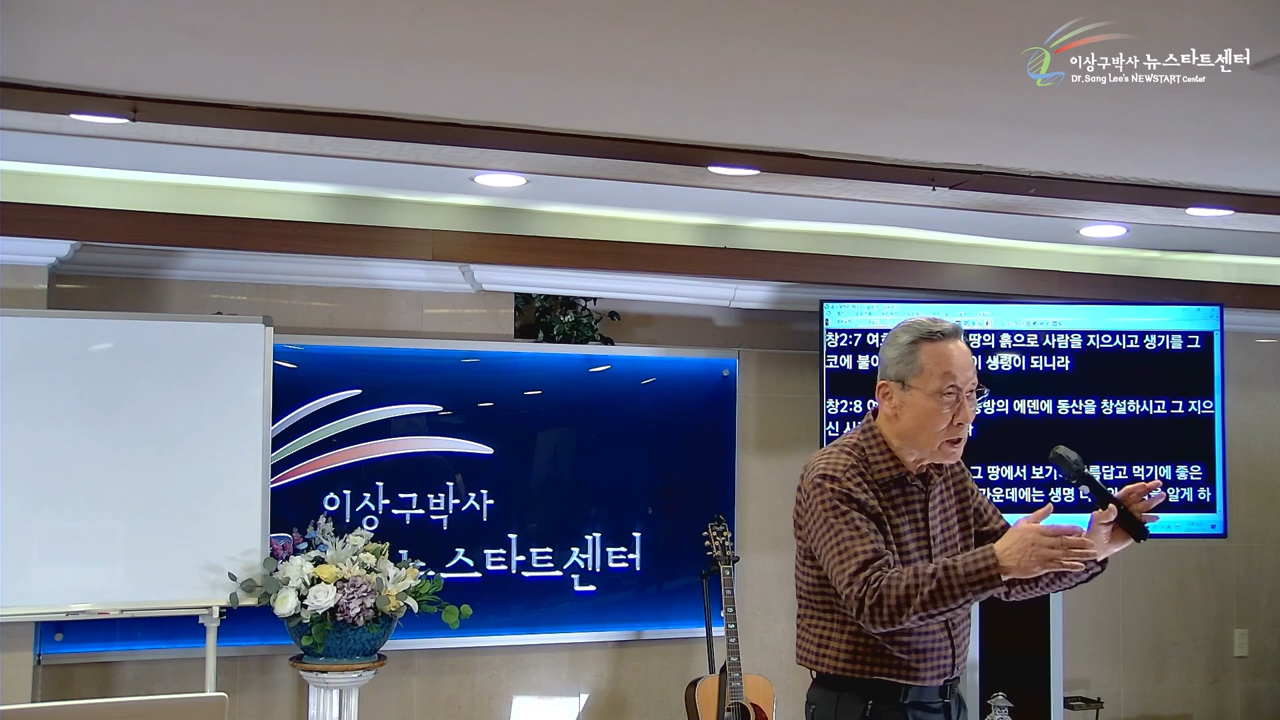 이상구박사 뉴스타트센터
Dr. Sang Lee's NEWSTART Center
창2:7 땅의 흙으로 사람을 지으시고 생기를 그
코에 생령이 되니라
창2:8 동방의 에덴에 동산을 창설하시고 그 지으
신
그 땅에서 보기에 아름답고 먹기에 좋은
가운데에는 생명 알게 하
이상구박사
뉴스타트센터